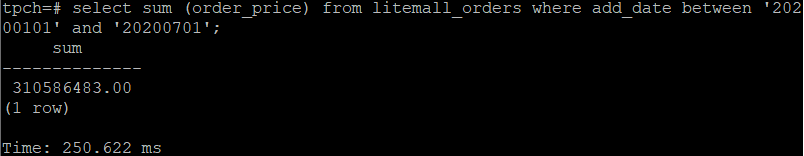 tpch=# select sum (order_price) from litemall_orders where add_date between '202
00101' and '20200701';
sum
--------------
310586483.00
(1 row)
Time: 250.622 ms